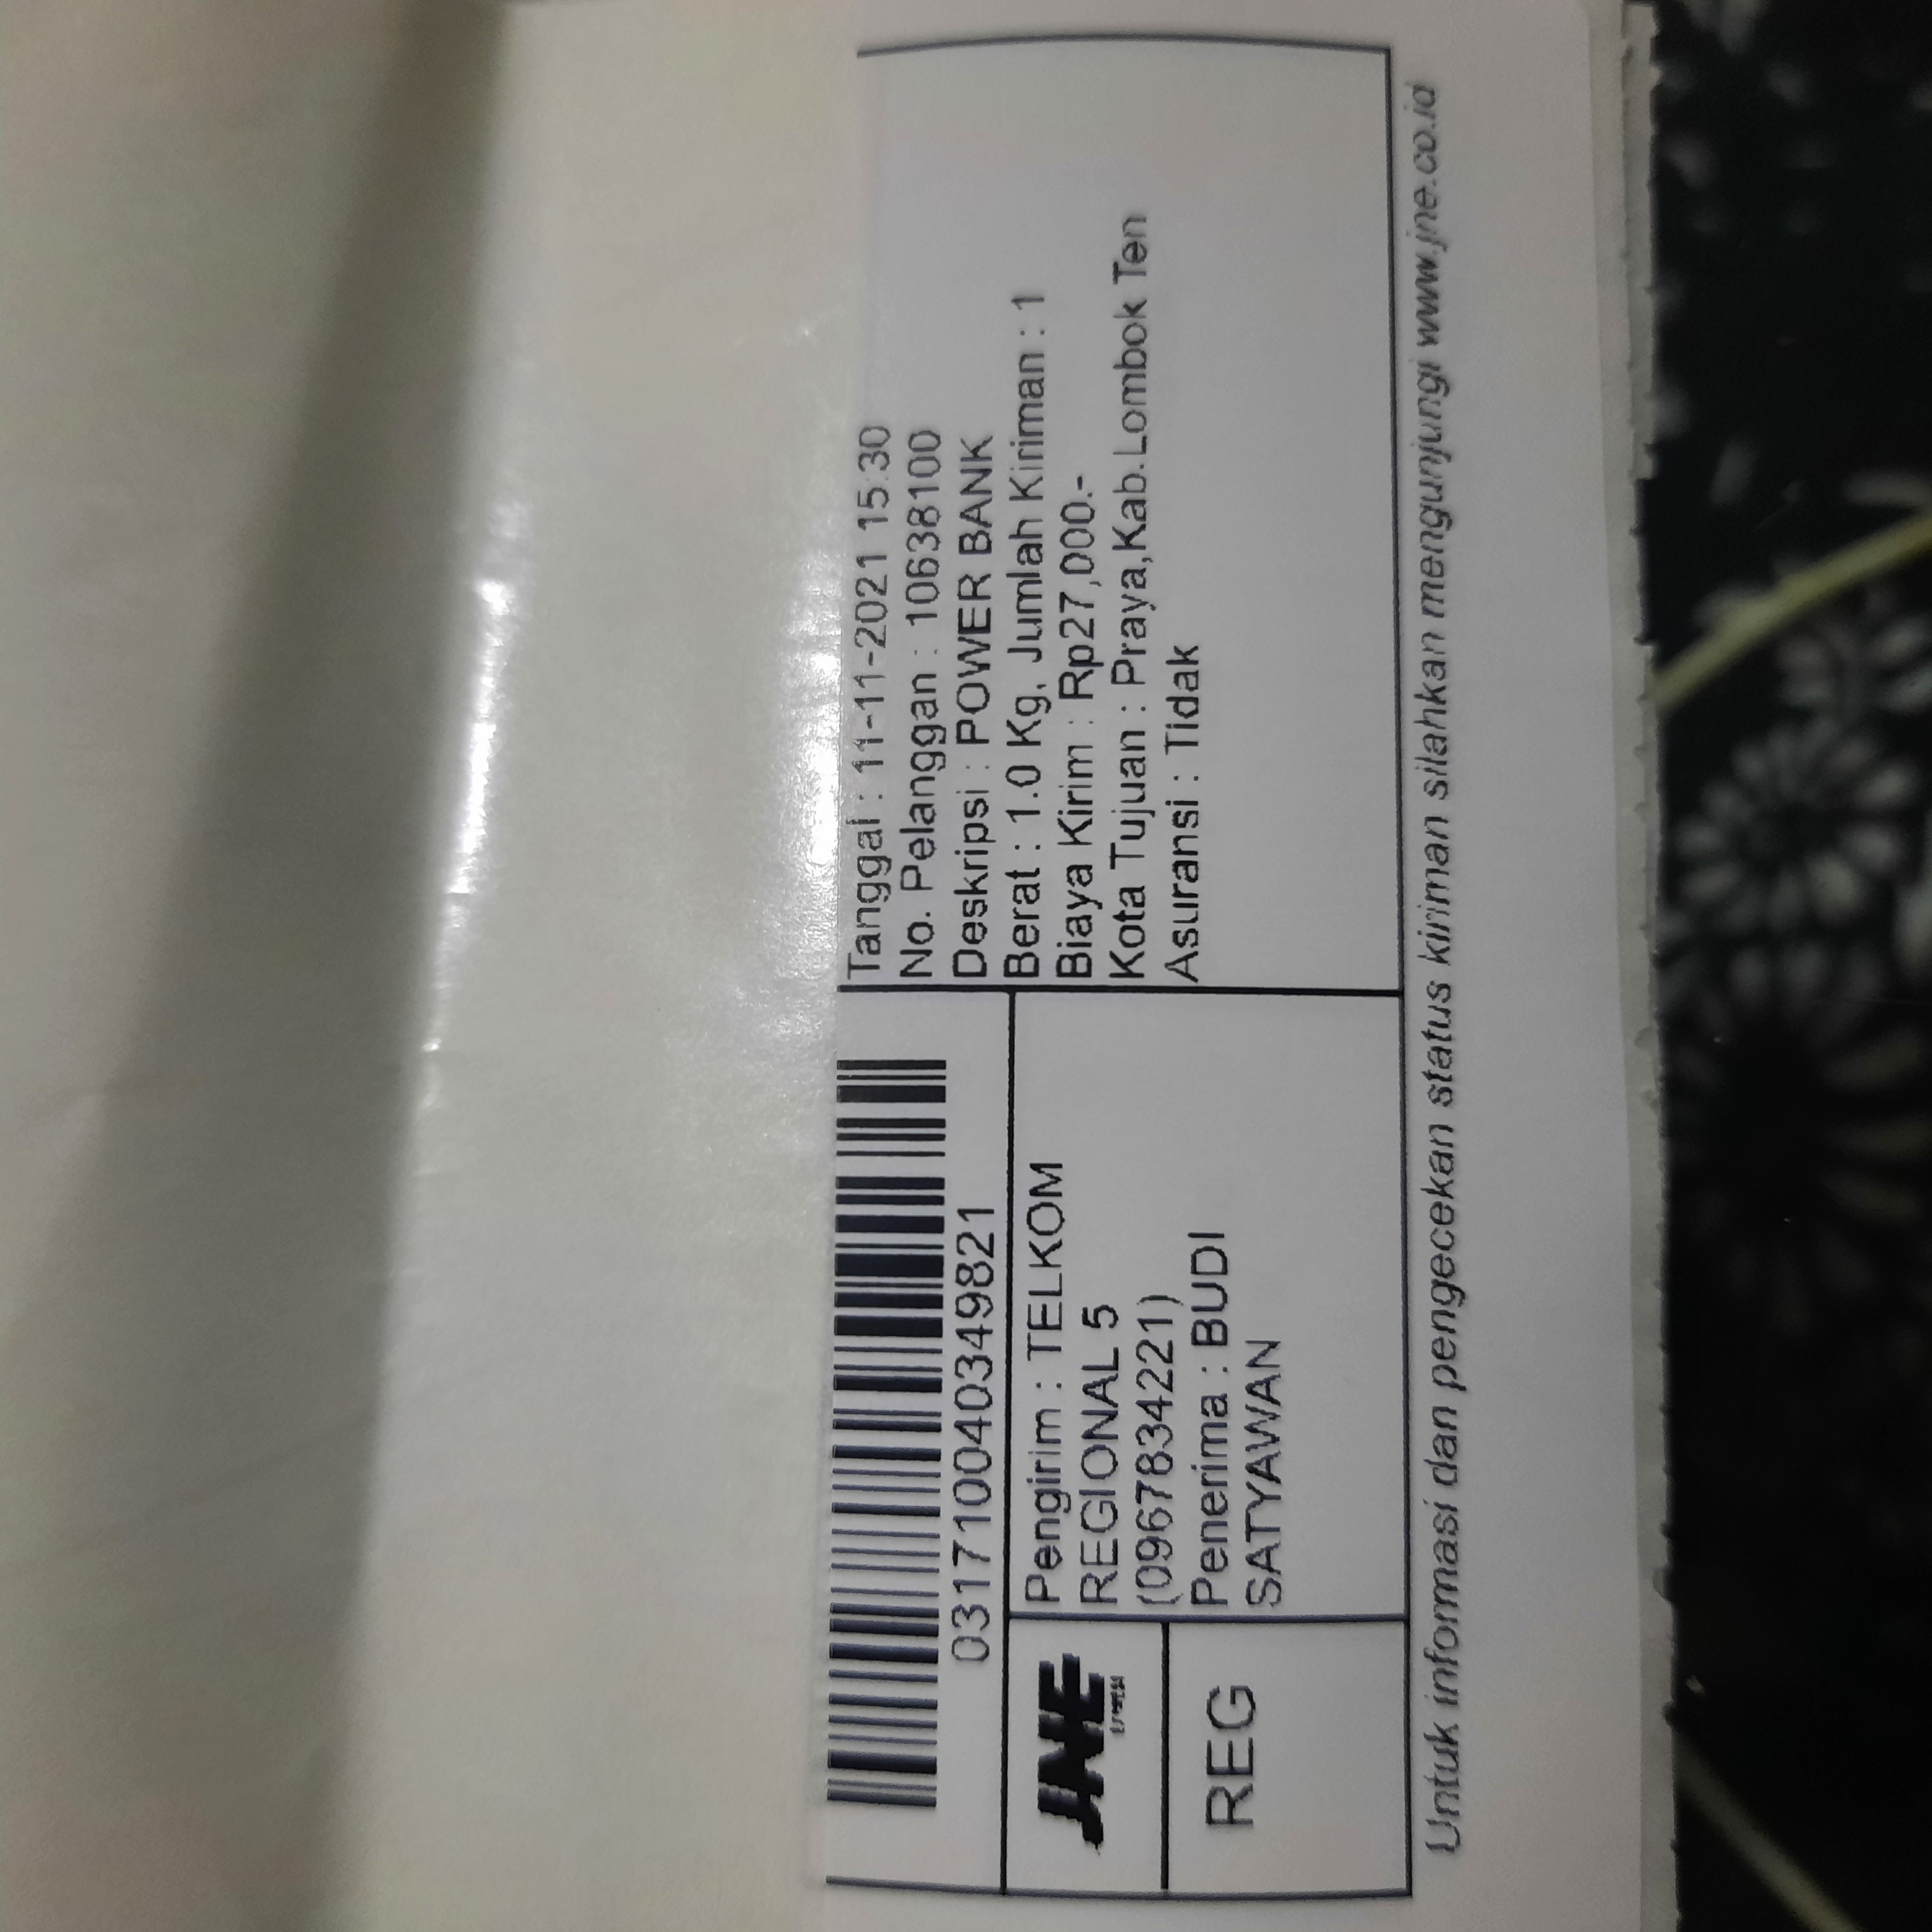 031710040349821
JNE
REG
Pengirim : TELKOM
REGIONAL 5
(0967834221)
Penerima : BUDI
SATYAWAN
Tanggal : 11-11-2021 15:30
No. Pelanggan : 10638100
Deskripsi : POWER BANK
Berat : 1.0 Kg, Jumlah Kiriman : 1
Biaya Kirim : Rp27,000.-
Kota Tujuan : Praya,Kab.Lombok Ten
Asuransi : Tidak
Untuk informasi dan pengecekan status kiriman silahkan mengunjungi www.jne.co.id